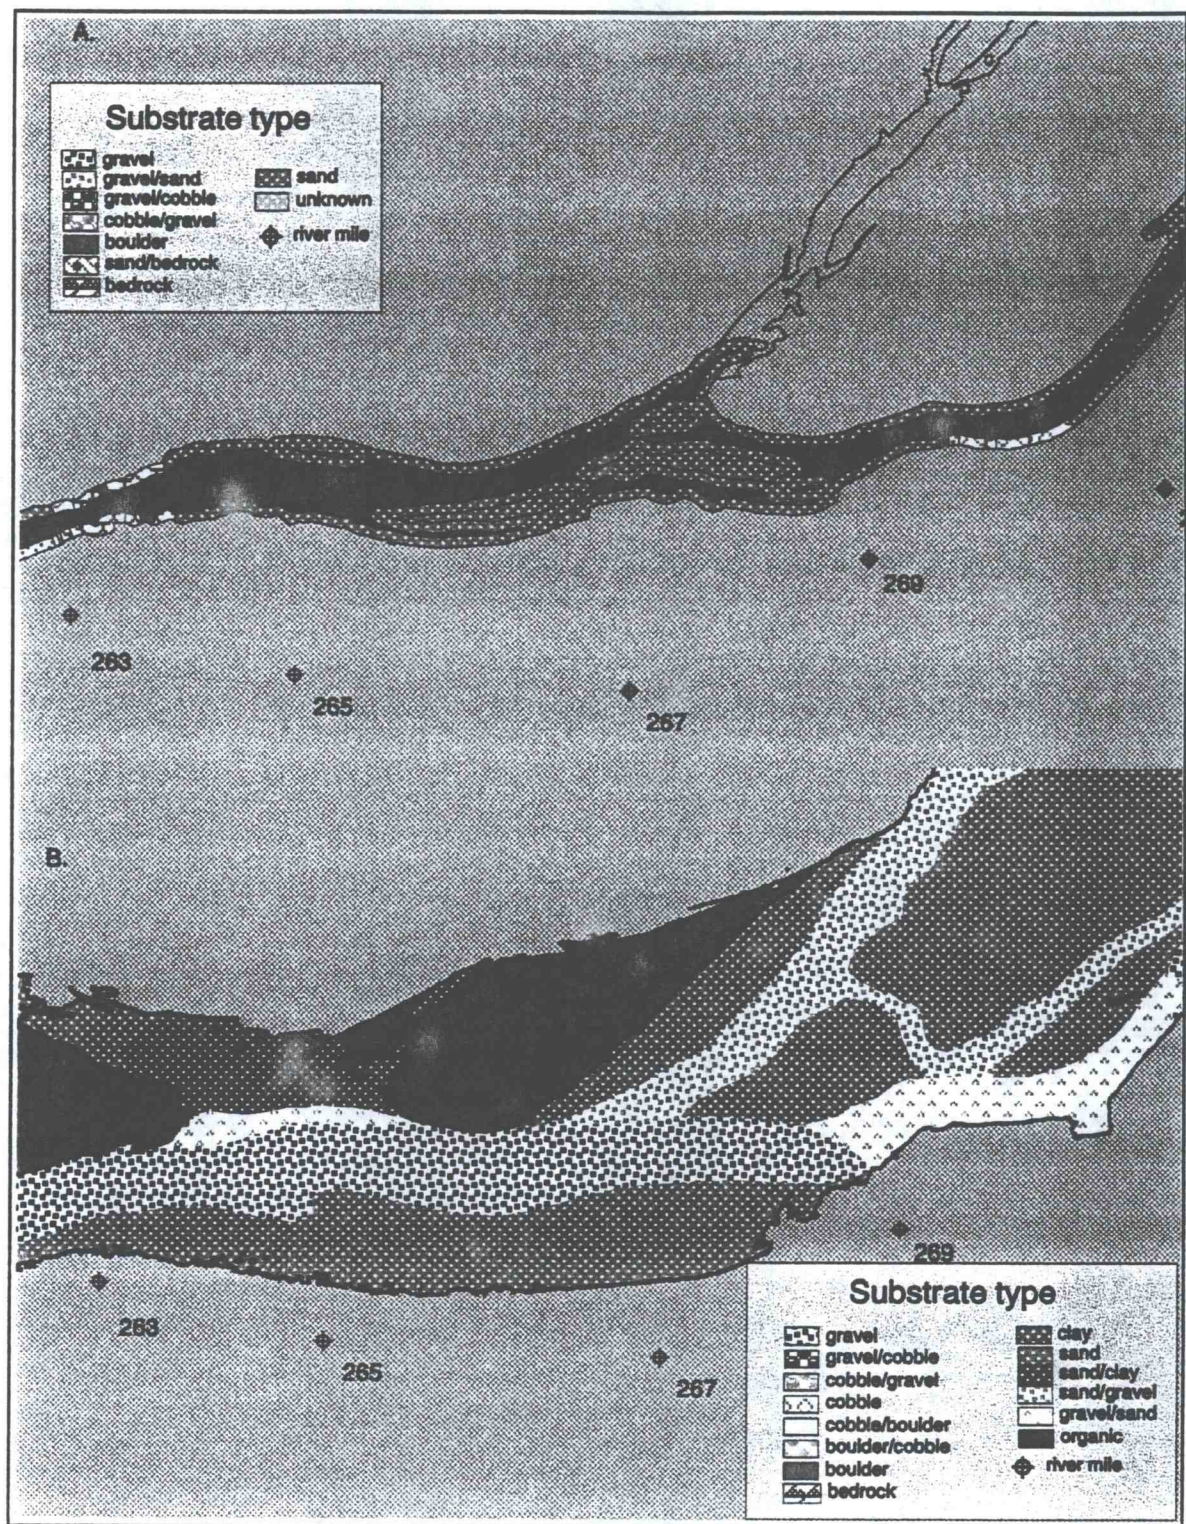 A.
Substrate type
gravel
gravel/sand
gravel/cobble
cobble/gravel
boulder
sand/bedrock
bedrock
sand
unknown
river mile
269
263
265
267
B.
269
263
265
267
Substrate type
gravel
gravel/cobble
cobble/gravel
cobble
cobble/boulder
boulder/cobble
boulder
bedrock
clay
sand
sand/clay
sand/gravel
gravel/sand
organic
river mile